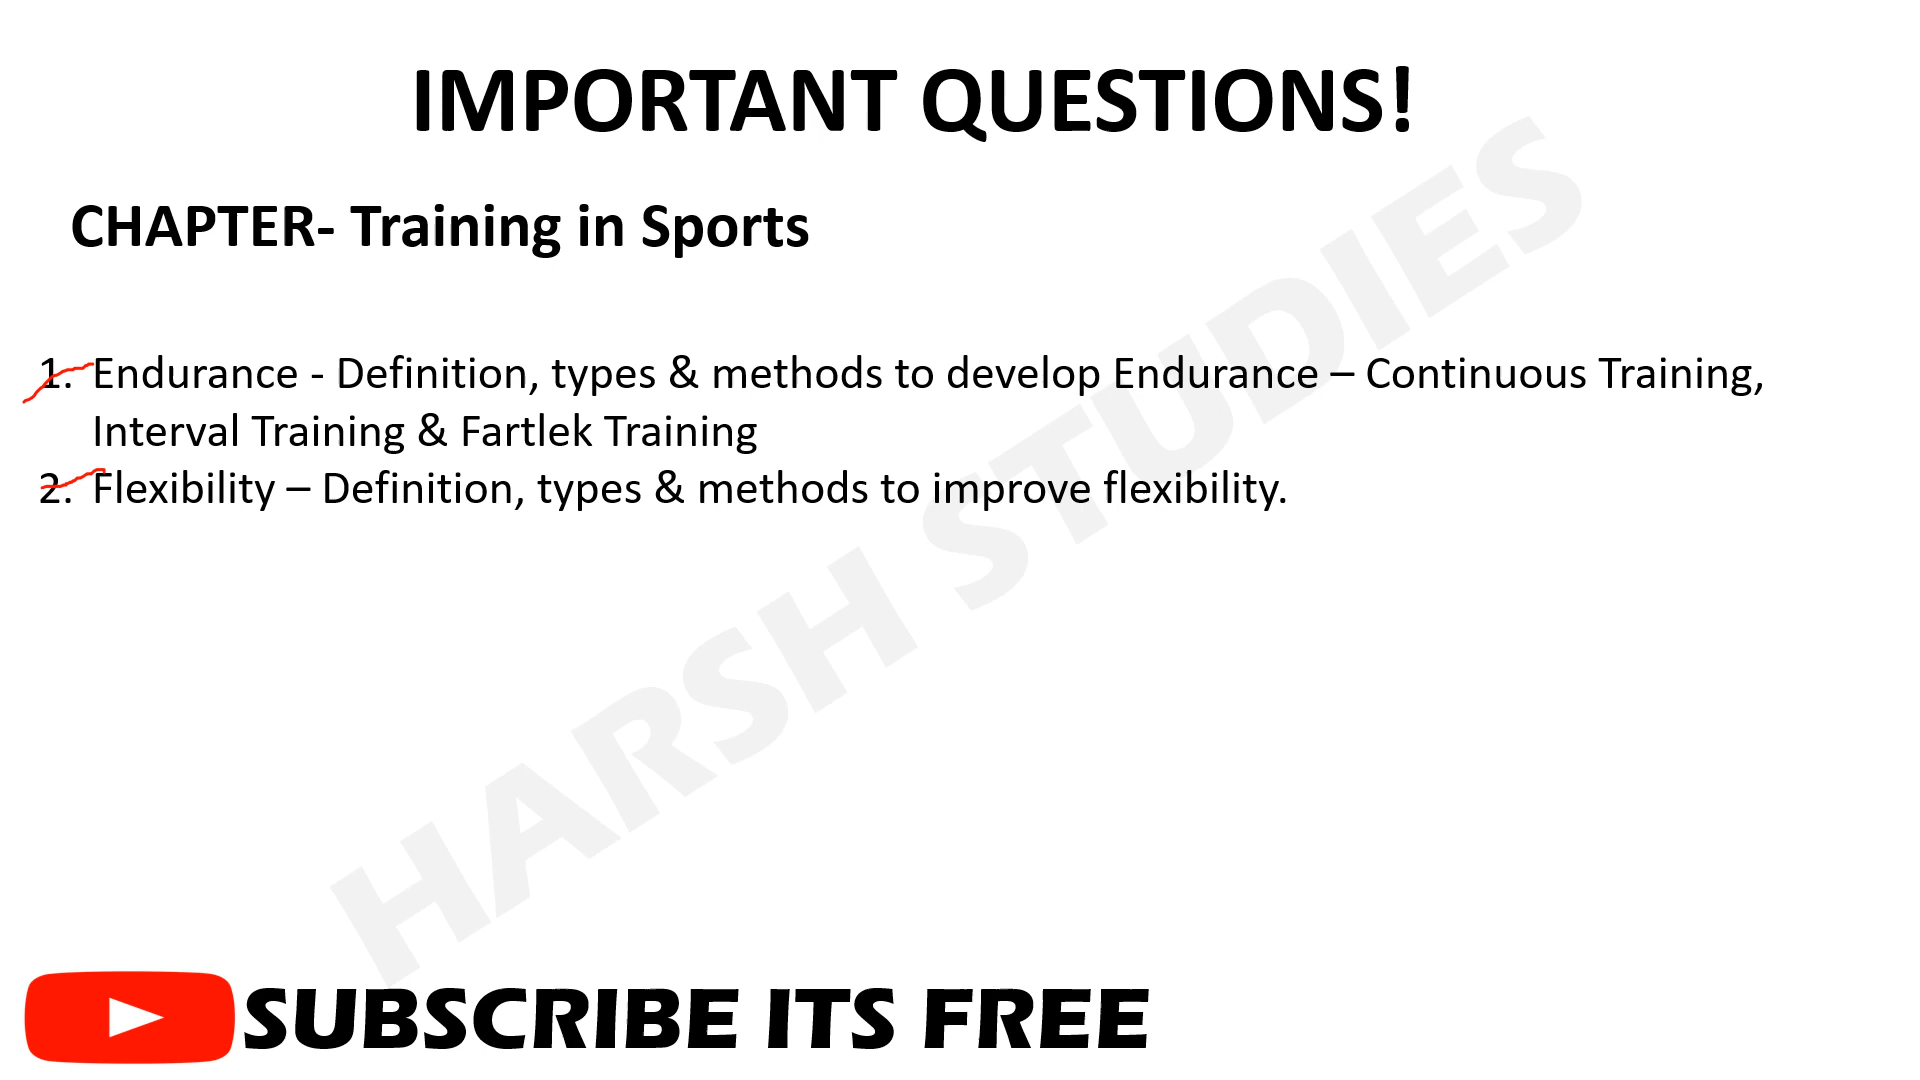 IMPORTANT QUESTIONS!
CHAPTER- Training in Sports
1. Endurance - Definition, types & methods to develop Endurance – Continuous Training,
Interval Training & Fartlek Training
2. Flexibility – Definition, types & methods to improve flexibility.
HARSH STUDIES
SUBSCRIBE ITS FREE